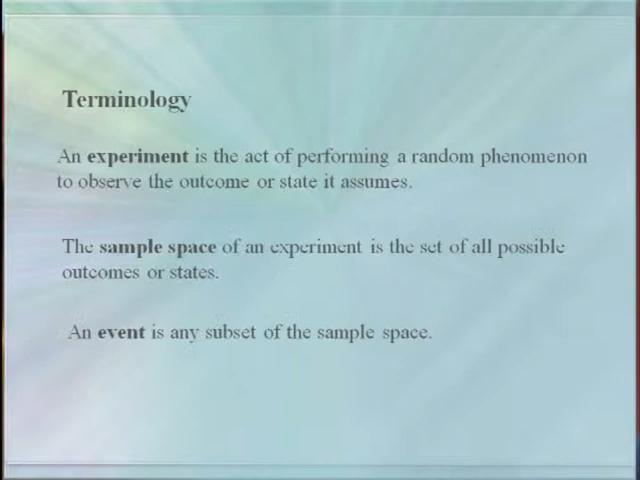 Terminology
An experiment is the act of performing a random phenomenon
to observe the outcome or state it assumes.
The sample space of an experiment is the set of all possible
outcomes or states.
An event is any subset of the sample space.